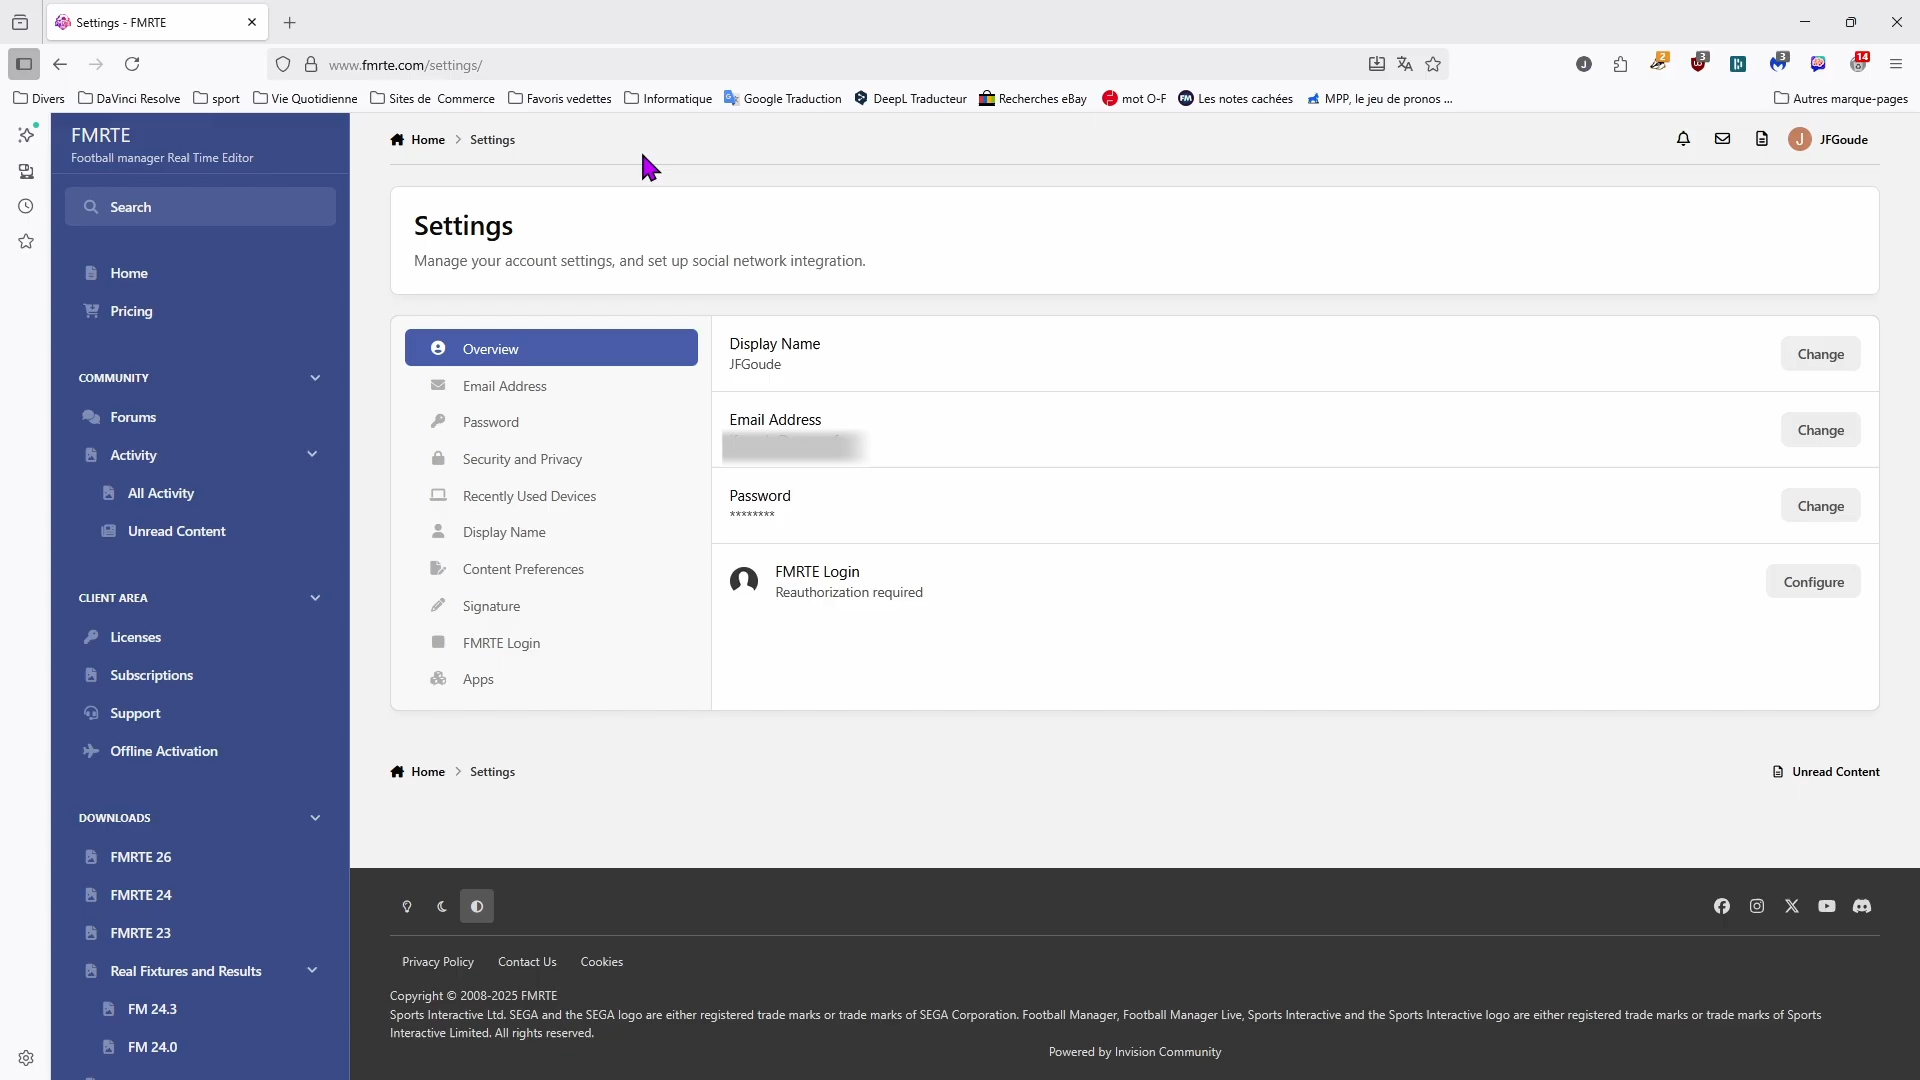 Settings - FMRTE
www.fmrte.com/settings/
2
3
3
14
Divers
DaVinci Resolve
sport
Vie Quotidienne
Sites de Commerce
Favoris vedettes
Informatique
Google Traduction
DeepL Traducteur
Recherches eBay
mot O-F
Les notes cachées
MPP, le jeu de pronos ...
Autres marque-pages
FMRTE
Football manager Real Time Editor
Search
Home
Pricing
COMMUNITY
Forums
Activity
All Activity
Unread Content
CLIENT AREA
Licenses
Subscriptions
Support
Offline Activation
DOWNLOADS
FMRTE 26
FMRTE 24
FMRTE 23
Real Fixtures and Results
FM 24.3
FM 24.0
Home > Settings
J JFGoude
Settings
Manage your account settings, and set up social network integration.
Overview
Email Address
Password
Security and Privacy
Recently Used Devices
Display Name
Content Preferences
Signature
FMRTE Login
Apps
Display Name
JFGoude
Change
Email Address
Change
Password
********
Change
FMRTE Login
Reauthorization required
Configure
Home > Settings
Unread Content
Privacy Policy
Contact Us
Cookies
Copyright © 2008-2025 FMRTE
Sports Interactive Ltd. SEGA and the SEGA logo are either registered trade marks or trade marks of SEGA Corporation. Football Manager, Football Manager Live, Sports Interactive and the Sports Interactive logo are either registered trade marks or trade marks of Sports
Interactive Limited. All rights reserved.
Powered by Invision Community